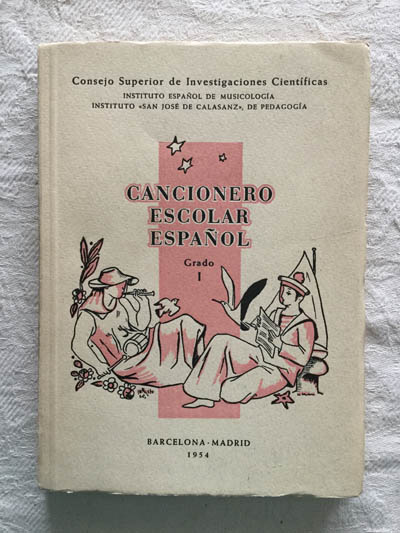 Consejo Superior de Investigaciones Científicas
INSTITUTO ESPAÑOL DE MUSICOLOGÍA
INSTITUTO «SAN JOSÉ DE CALASANZ», DE PEDAGOGÍA
CANCIONERO
ESCOLAR
ESPAÑOL
Grado
I
BARCELONA - MADRID
1954